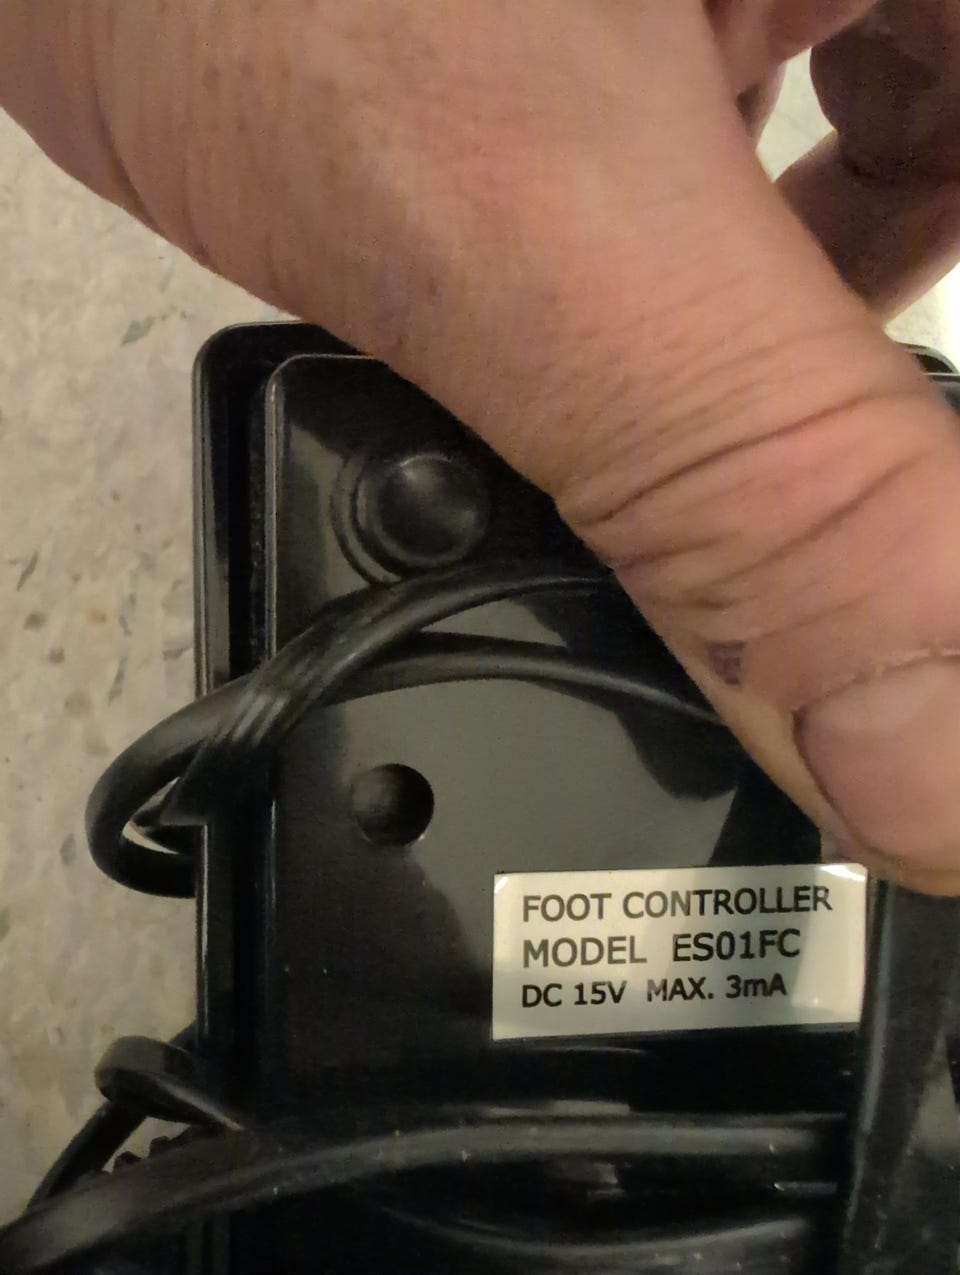 FOOT CONTROLLER
MODEL ES01FC
DC 15V MAX. 3mA